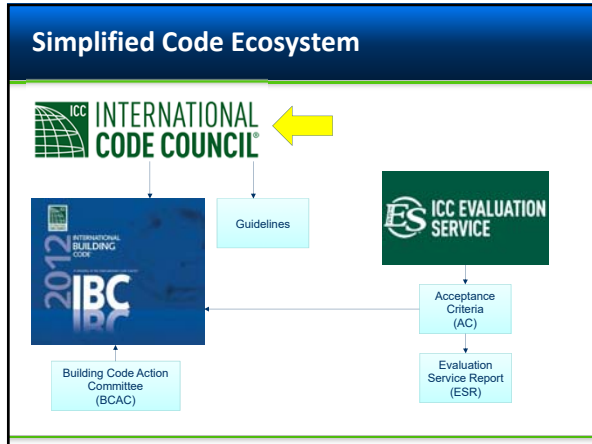 Simplified Code Ecosystem
ICC INTERNATIONAL
CODE COUNCIL®
Guidelines
ES ICC EVALUATION
SERVICE
2012
INTERNATIONAL
BUILDING
CODE®
IBC
IBC
Acceptance
Criteria
(AC)
Building Code Action
Committee
(BCAC)
Evaluation
Service Report
(ESR)